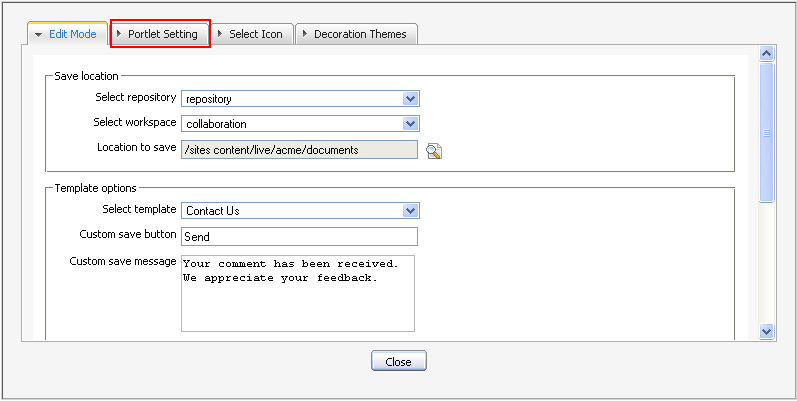 Edit Mode Portlet Setting Select Icon Decoration Themes
Save location
Select repository repository
Select workspace collaboration
Location to save /sites content/live/acme/documents
Template options
Select template Contact Us
Custom save button Send
Custom save message Your comment has been received.
We appreciate your feedback.
Close